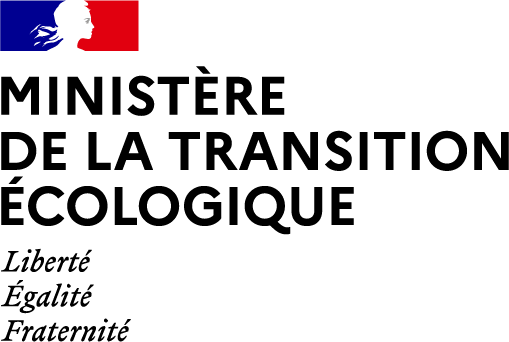 MINISTÈRE
DE LA TRANSITION
ÉCOLOGIQUE
Liberté
Égalité
Fraternité